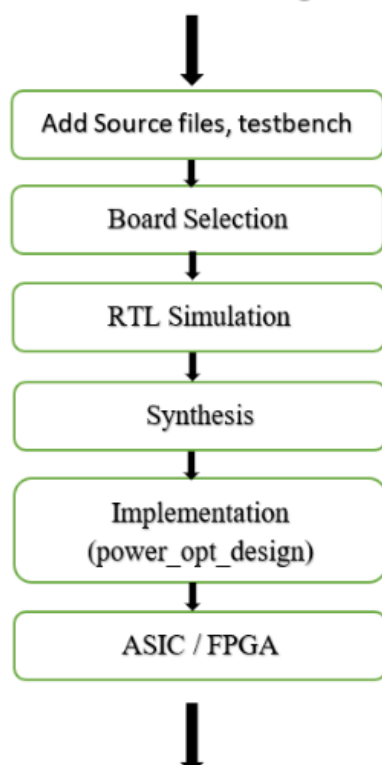 Add Source files, testbench
Board Selection
RTL Simulation
Synthesis
Implementation
(power_opt_design)
ASIC / FPGA